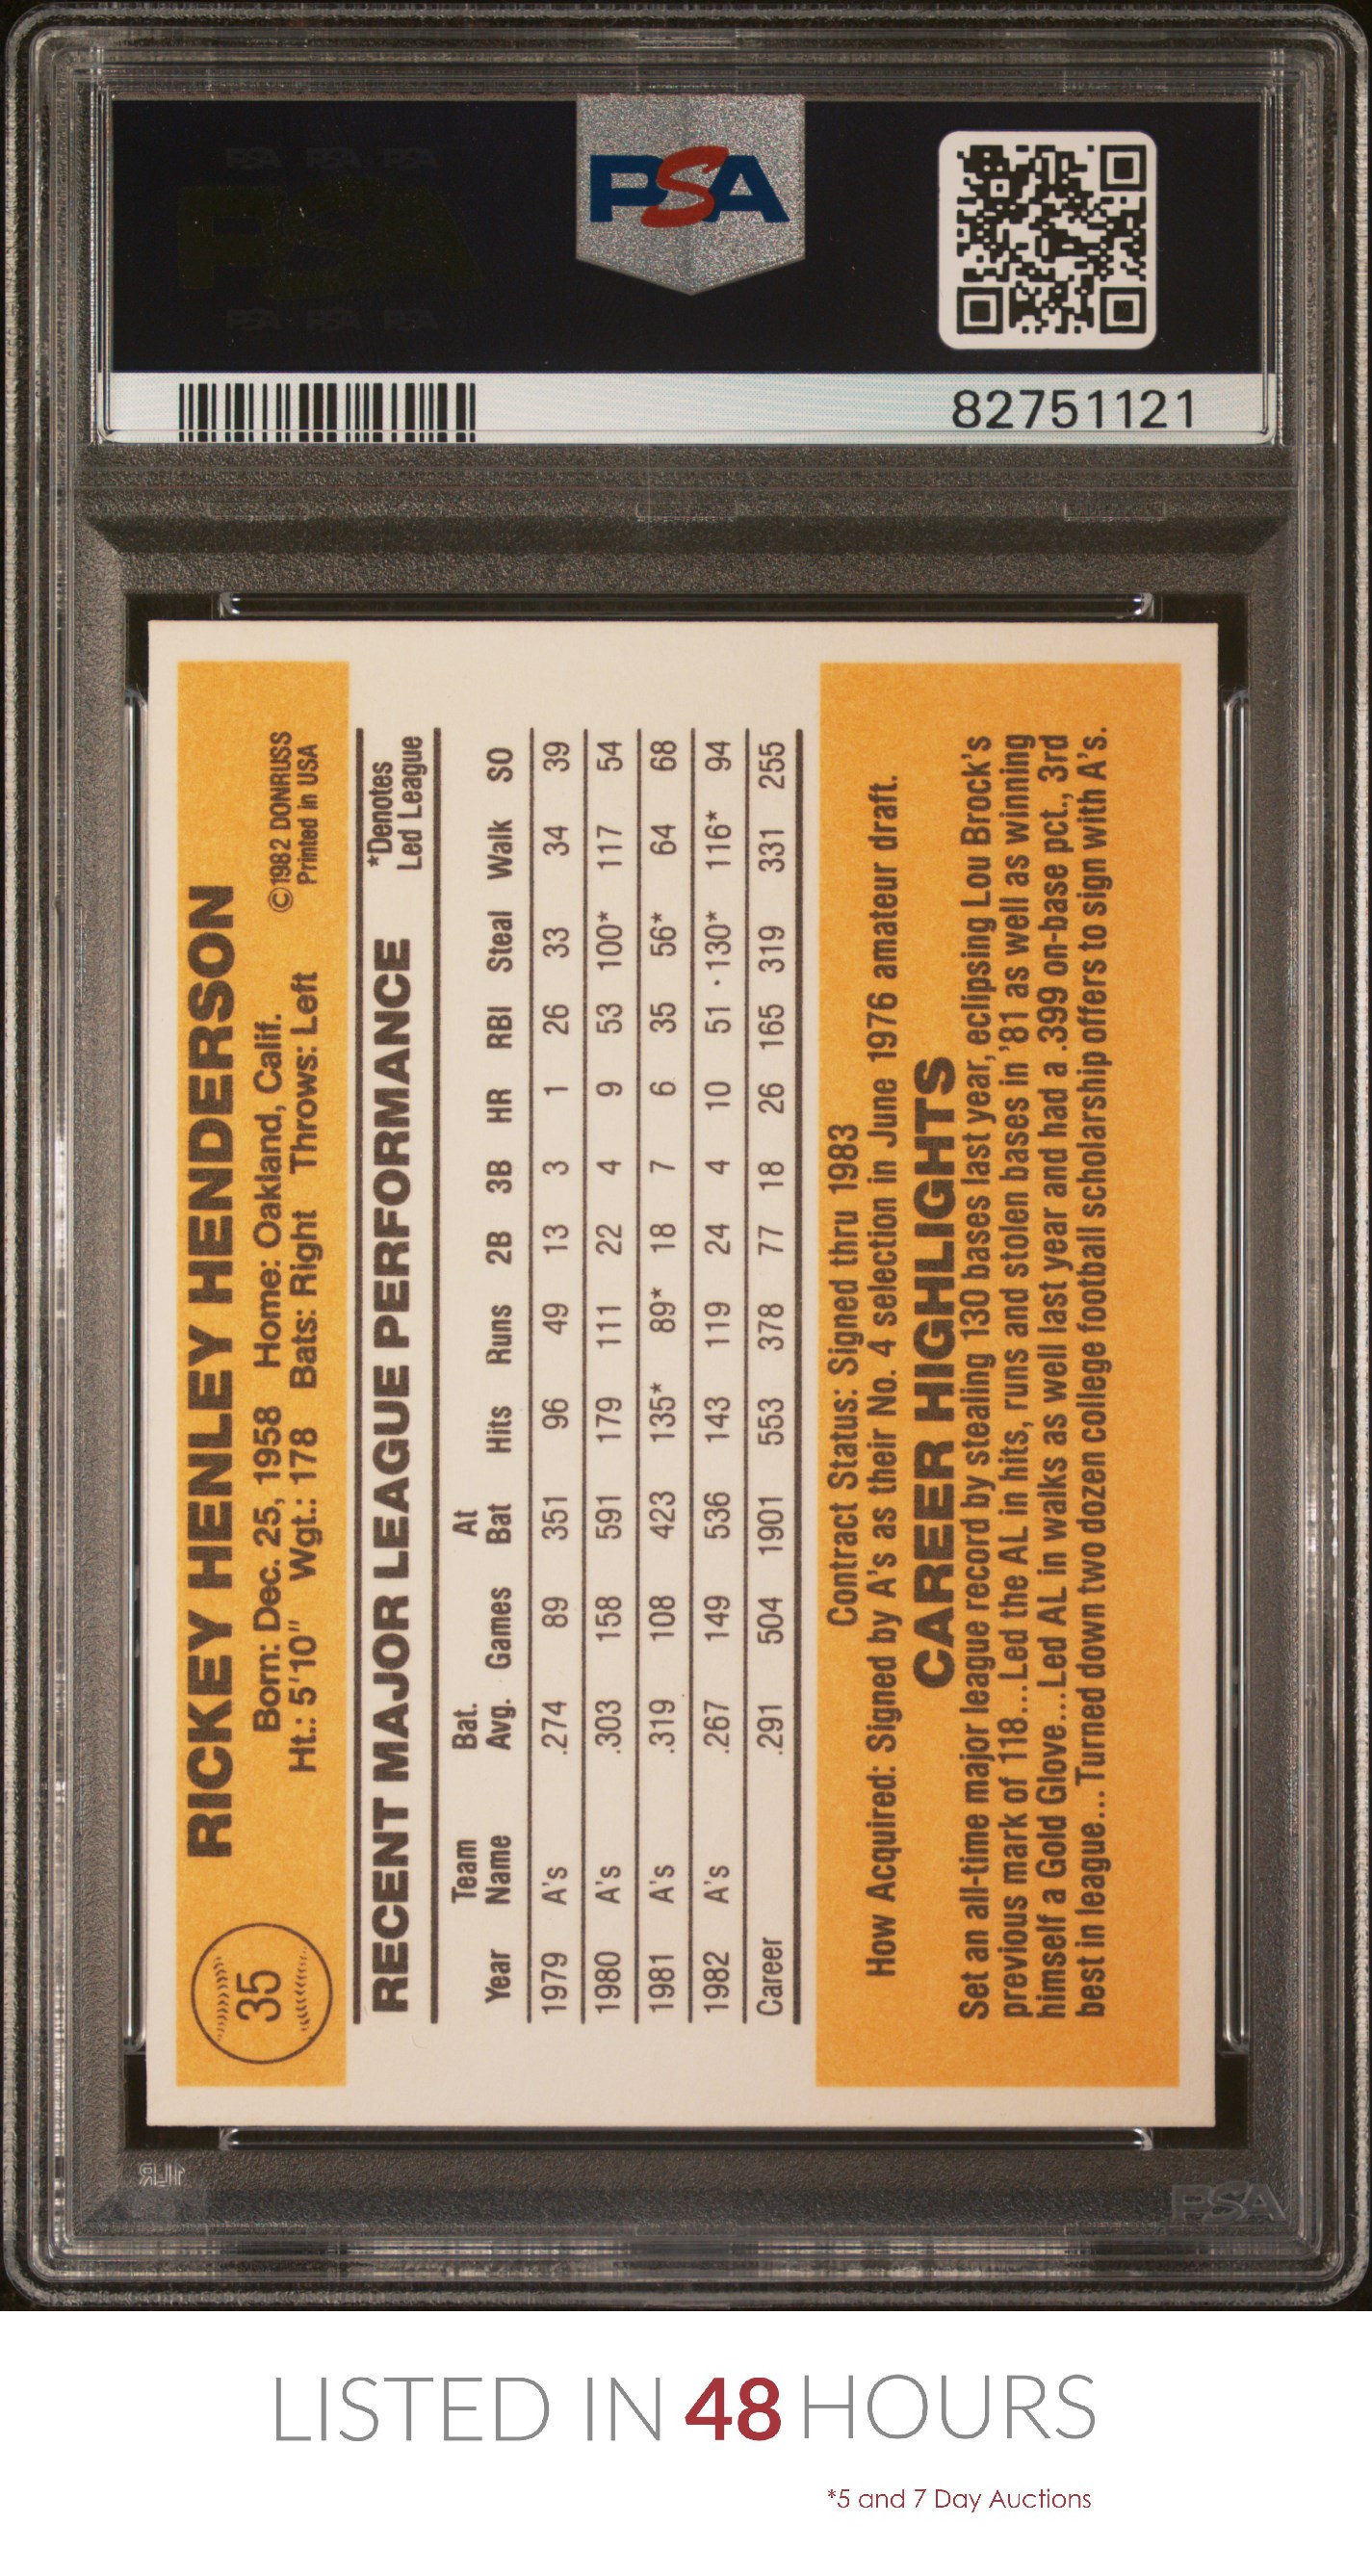 PSA PSA PSA
PSA
PSA PSA PSA
PSA
82751121
35
RICKEY HENLEY HENDERSON
Born: Dec. 25, 1958 Home: Oakland, Calif. ©1982 DONRUSS
Ht.: 5'10" Wgt.: 178 Bats: Right Throws: Left Printed in USA
RECENT MAJOR LEAGUE PERFORMANCE *Denotes Led League
Year Team Name Bat. Avg. Games At Bat Hits Runs 2B 3B HR RBI Steal Walk SO
1979 A's .274 89 351 96 49 13 3 1 26 33 34 39
1980 A's .303 158 591 179 111 22 4 9 53 100* 117 54
1981 A's .319 108 423 135* 89* 18 7 6 35 56* 64 68
1982 A's .267 149 536 143 119 24 4 10 51 130* 116* 94
Career .291 504 1901 553 378 77 18 26 165 319 331 255
Contract Status: Signed thru 1983
How Acquired: Signed by A's as their No. 4 selection in June 1976 amateur draft.
CAREER HIGHLIGHTS
Set an all-time major league record by stealing 130 bases last year, eclipsing Lou Brock's
previous mark of 118...Led the AL in hits, runs and stolen bases in '81 as well as winning
himself a Gold Glove...Led AL in walks as well last year and had a .399 on-base pct., 3rd
best in league...Turned down two dozen college football scholarship offers to sign with A's.
PSA
LISTED IN 48 HOURS
*5 and 7 Day Auctions